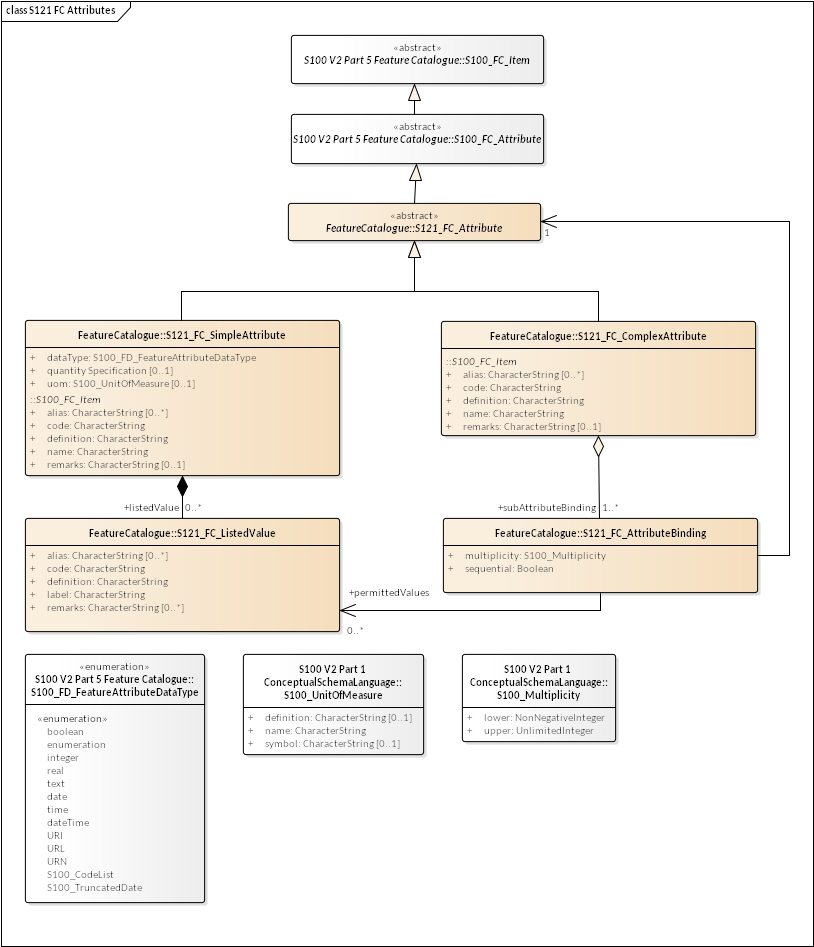 class S121 FC Attributes
«abstract»
S100 V2 Part 5 Feature Catalogue::S100_FC_Item
«abstract»
S100 V2 Part 5 Feature Catalogue::S100_FC_Attribute
«abstract»
FeatureCatalogue::S121_FC_Attribute
1
FeatureCatalogue::S121_FC_SimpleAttribute
+ dataType: S100_FD_FeatureAttributeDataType
+ quantity Specification [0..1]
+ uom: S100_UnitOfMeasure [0..1]
::S100_FC_Item
+ alias: CharacterString [0..*]
+ code: CharacterString
+ definition: CharacterString
+ name: CharacterString
+ remarks: CharacterString [0..1]
FeatureCatalogue::S121_FC_ComplexAttribute
::S100_FC_Item
+ alias: CharacterString [0..*]
+ code: CharacterString
+ definition: CharacterString
+ name: CharacterString
+ remarks: CharacterString [0..1]
+listedValue 0..*
+subAttributeBinding 1..*
FeatureCatalogue::S121_FC_ListedValue
+ alias: CharacterString [0..*]
+ code: CharacterString
+ definition: CharacterString
+ label: CharacterString
+ remarks: CharacterString [0..*]
FeatureCatalogue::S121_FC_AttributeBinding
+ multiplicity: S100_Multiplicity
+ sequential: Boolean
+permittedValues
0..*
«enumeration»
S100 V2 Part 5 Feature Catalogue::
S100_FD_FeatureAttributeDataType
«enumeration»
boolean
enumeration
integer
real
text
date
time
dateTime
URI
URL
URN
S100_CodeList
S100_TruncatedDate
S100 V2 Part 1
ConceptualSchemaLanguage::
S100_UnitOfMeasure
+ definition: CharacterString [0..1]
+ name: CharacterString
+ symbol: CharacterString [0..1]
S100 V2 Part 1
ConceptualSchemaLanguage::
S100_Multiplicity
+ lower: NonNegativeInteger
+ upper: UnlimitedInteger